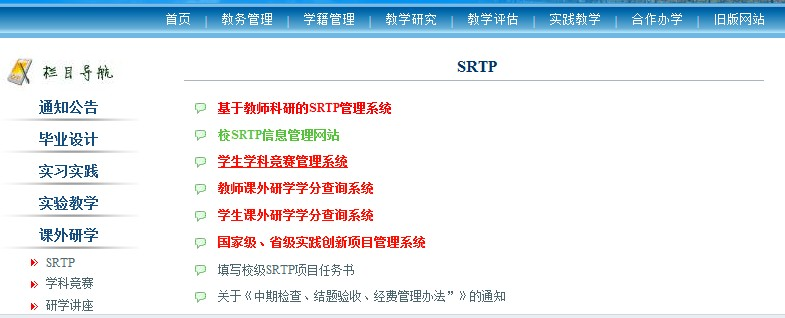 首页 | 教务管理 | 学籍管理 | 教学研究 | 教学评估 | 实践教学 | 合作办学 | 旧版网站
栏目导航
通知公告
毕业设计
实习实践
实验教学
课外研学
SRTP
学科竞赛
研学讲座
SRTP
基于教师科研的SRTP管理系统
校SRTP信息管理网站
学生学科竞赛管理系统
教师课外研学学分查询系统
学生课外研学学分查询系统
国家级、省级实践创新项目管理系统
填写校级SRTP项目任务书
关于《中期检查、结题验收、经费管理办法”》的通知